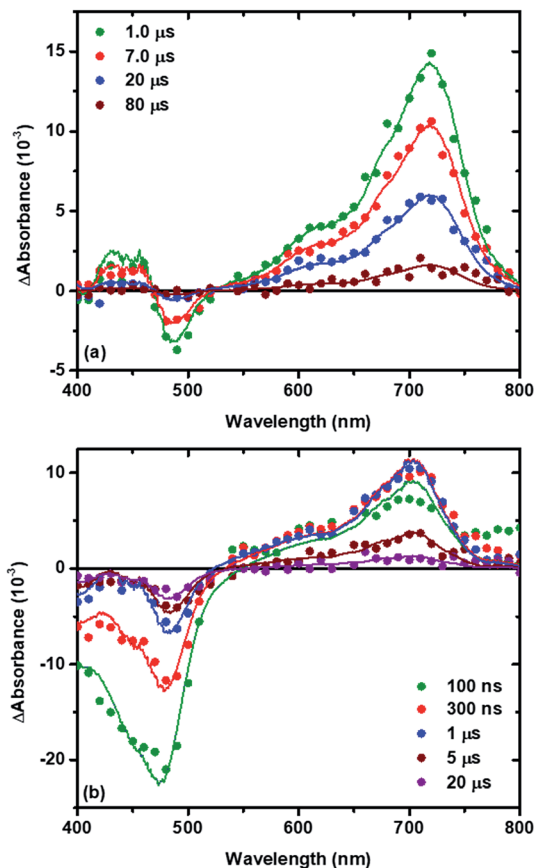 1.0 μs
7.0 μs
20 μs
80 μs
ΔAbsorbance (10⁻³)
15
10
5
0
-5
(a)
400 500 600 700 800
Wavelength (nm)
100 ns
300 ns
1 μs
5 μs
20 μs
ΔAbsorbance (10⁻³)
10
0
-10
-20
(b)
400 500 600 700 800
Wavelength (nm)